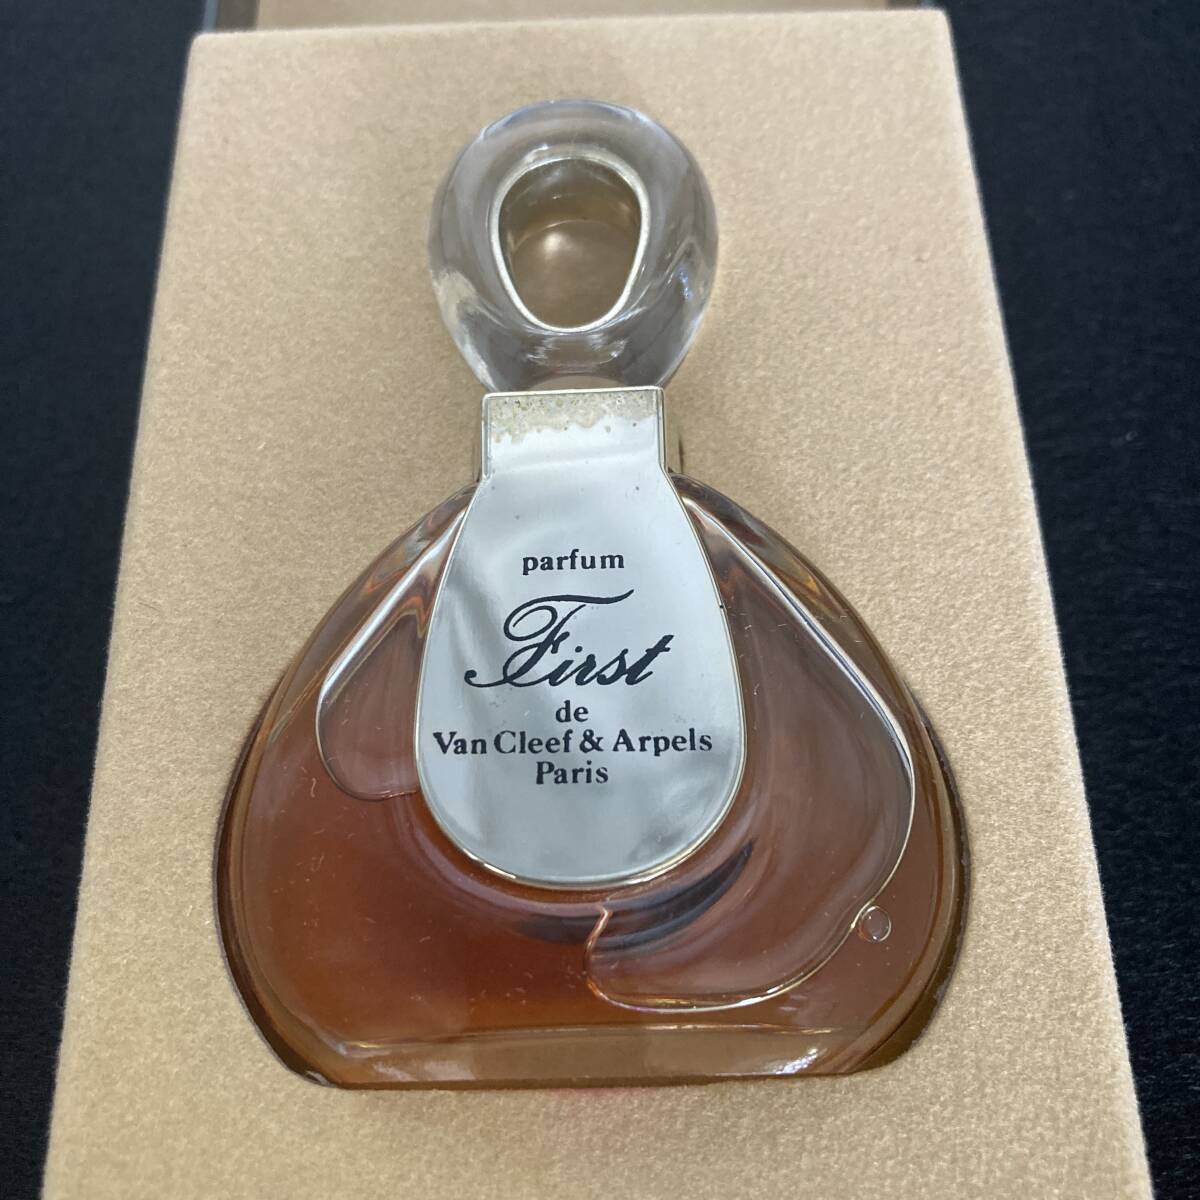 parfum
First
de
Van Cleef & Arpels
Paris